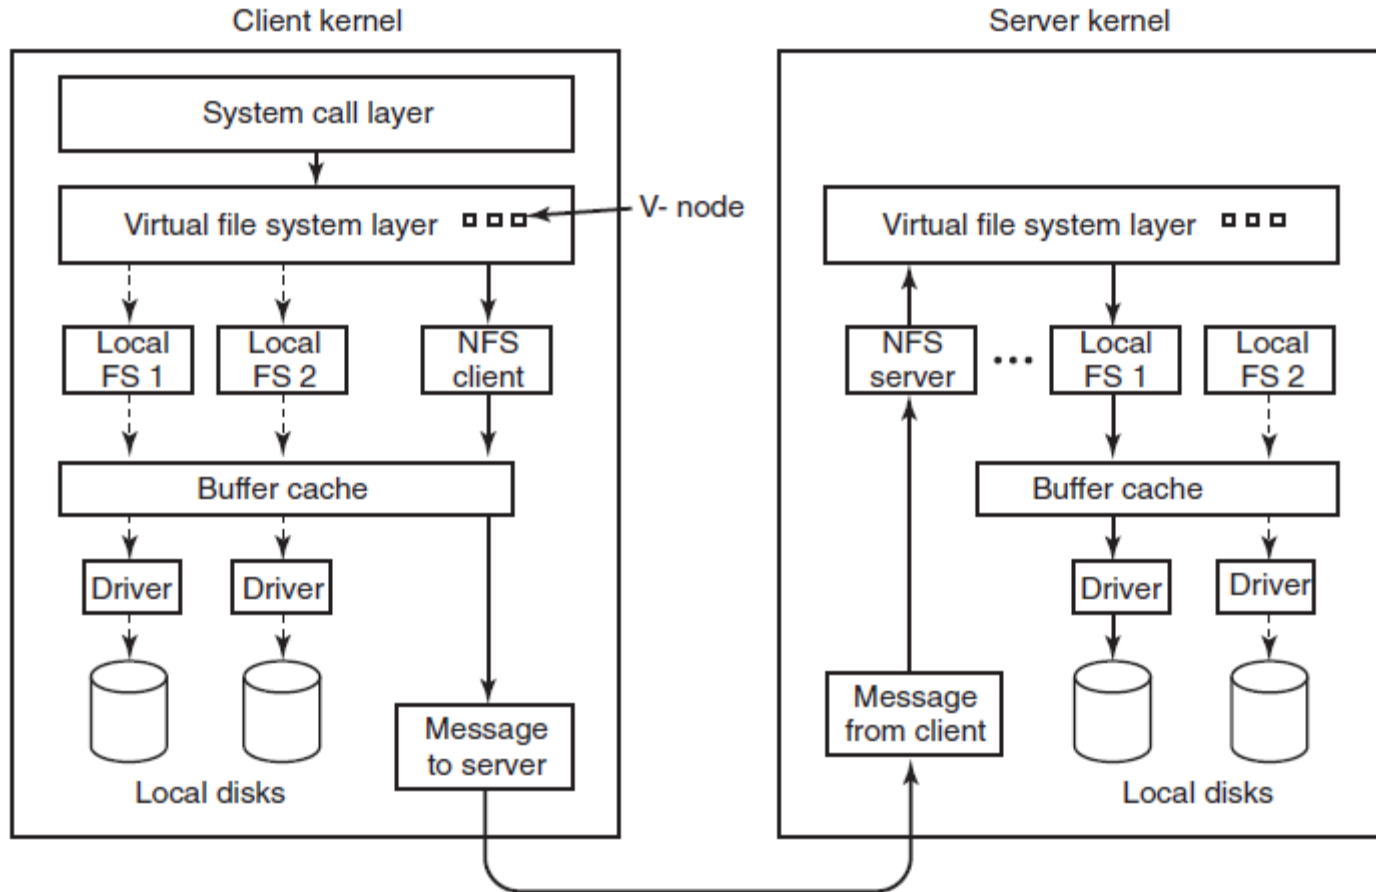 Client kernel
Server kernel
System call layer
Virtual file system layer
V- node
Virtual file system layer
Local
FS 1
Local
FS 2
NFS
client
NFS
server
Local
FS 1
Local
FS 2
Buffer cache
Buffer cache
Driver
Driver
Driver
Driver
Message
to server
Message
from client
Local disks
Local disks